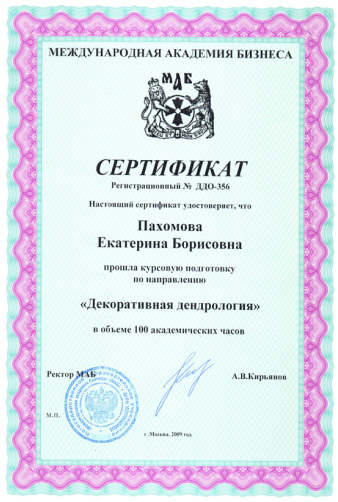 МЕЖДУНАРОДНАЯ АКАДЕМИЯ БИЗНЕСА
МАБ
СЕРТИФИКАТ
Регистрационный № ДДО-356
Настоящий сертификат удостоверяет, что
Пахомова
Екатерина Борисовна
прошла курсовую подготовку
по направлению
«Декоративная дендрология»
в объеме 100 академических часов
Ректор МАБ
А.В.Кирьянов
М.П.
г .Москва, 2009 год